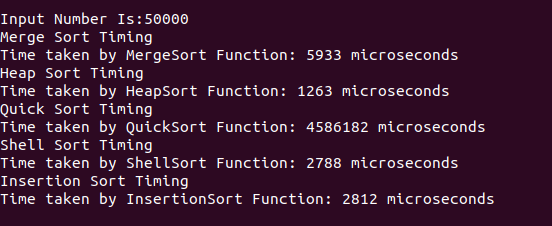 Input Number Is:50000
Merge Sort Timing
Time taken by MergeSort Function: 5933 microseconds
Heap Sort Timing
Time taken by HeapSort Function: 1263 microseconds
Quick Sort Timing
Time taken by QuickSort Function: 4586182 microseconds
Shell Sort Timing
Time taken by ShellSort Function: 2788 microseconds
Insertion Sort Timing
Time taken by InsertionSort Function: 2812 microseconds